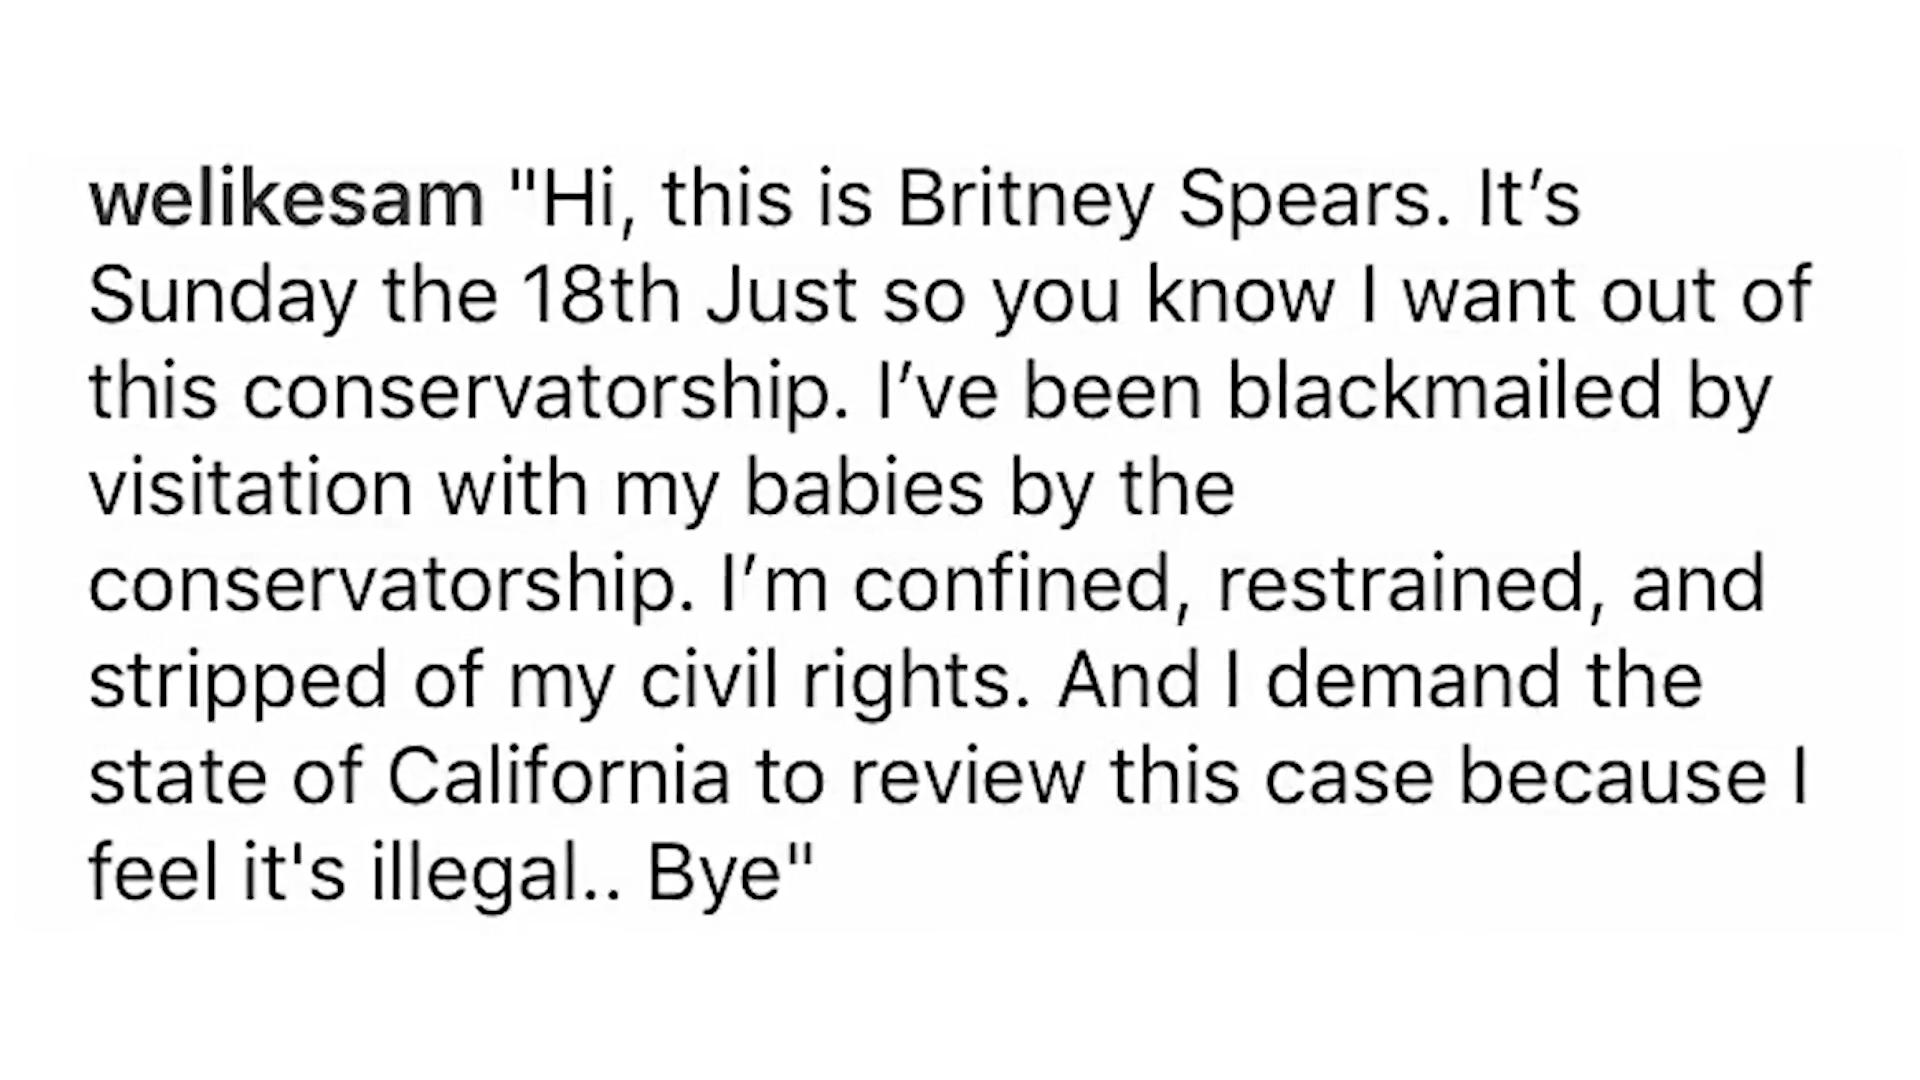 welikesam "Hi, this is Britney Spears. It’s
Sunday the 18th Just so you know I want out of
this conservatorship. I’ve been blackmailed by
visitation with my babies by the
conservatorship. I’m confined, restrained, and
stripped of my civil rights. And I demand the
state of California to review this case because I
feel it's illegal.. Bye"